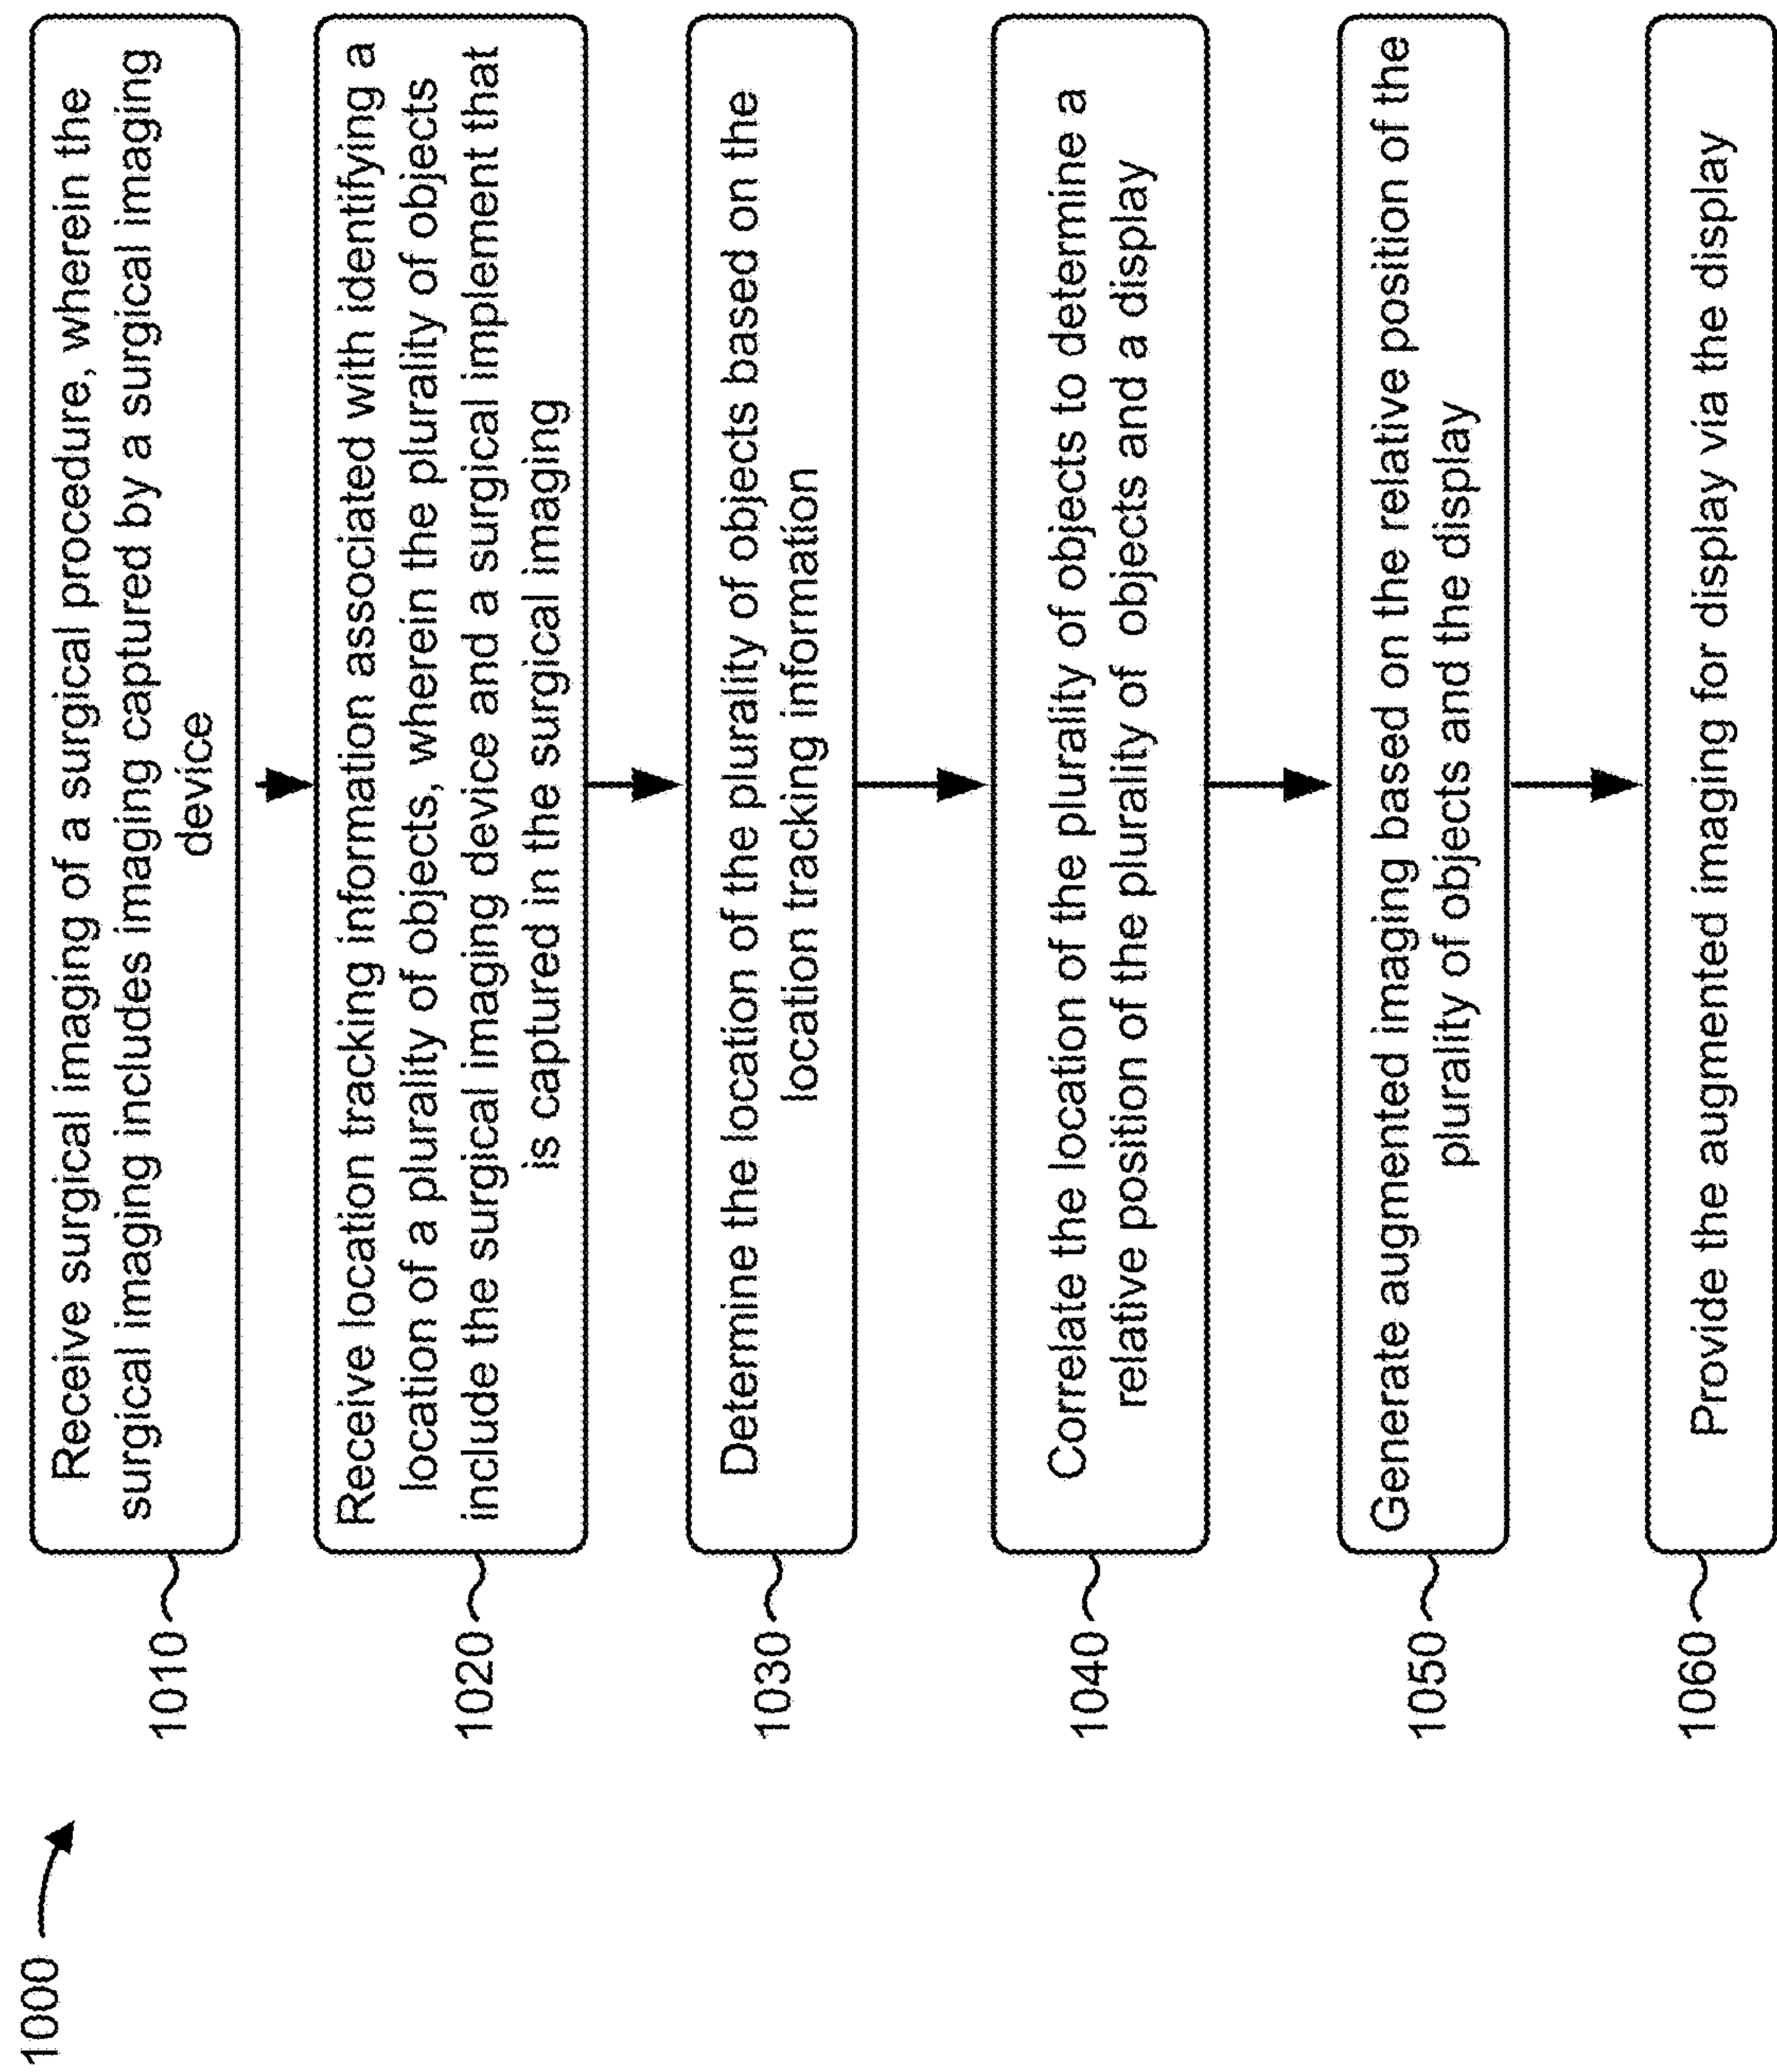 1000
1010
Receive surgical imaging of a surgical procedure, wherein the
surgical imaging includes imaging captured by a surgical imaging
device
1020
Receive location tracking information associated with identifying a
location of a plurality of objects, wherein the plurality of objects
include the surgical imaging device and a surgical implement that
is captured in the surgical imaging
1030
Determine the location of the plurality of objects based on the
location tracking information
1040
Correlate the location of the plurality of objects to determine a
relative position of the plurality of objects and a display
1050
Generate augmented imaging based on the relative position of the
plurality of objects and the display
1060
Provide the augmented imaging for display via the display